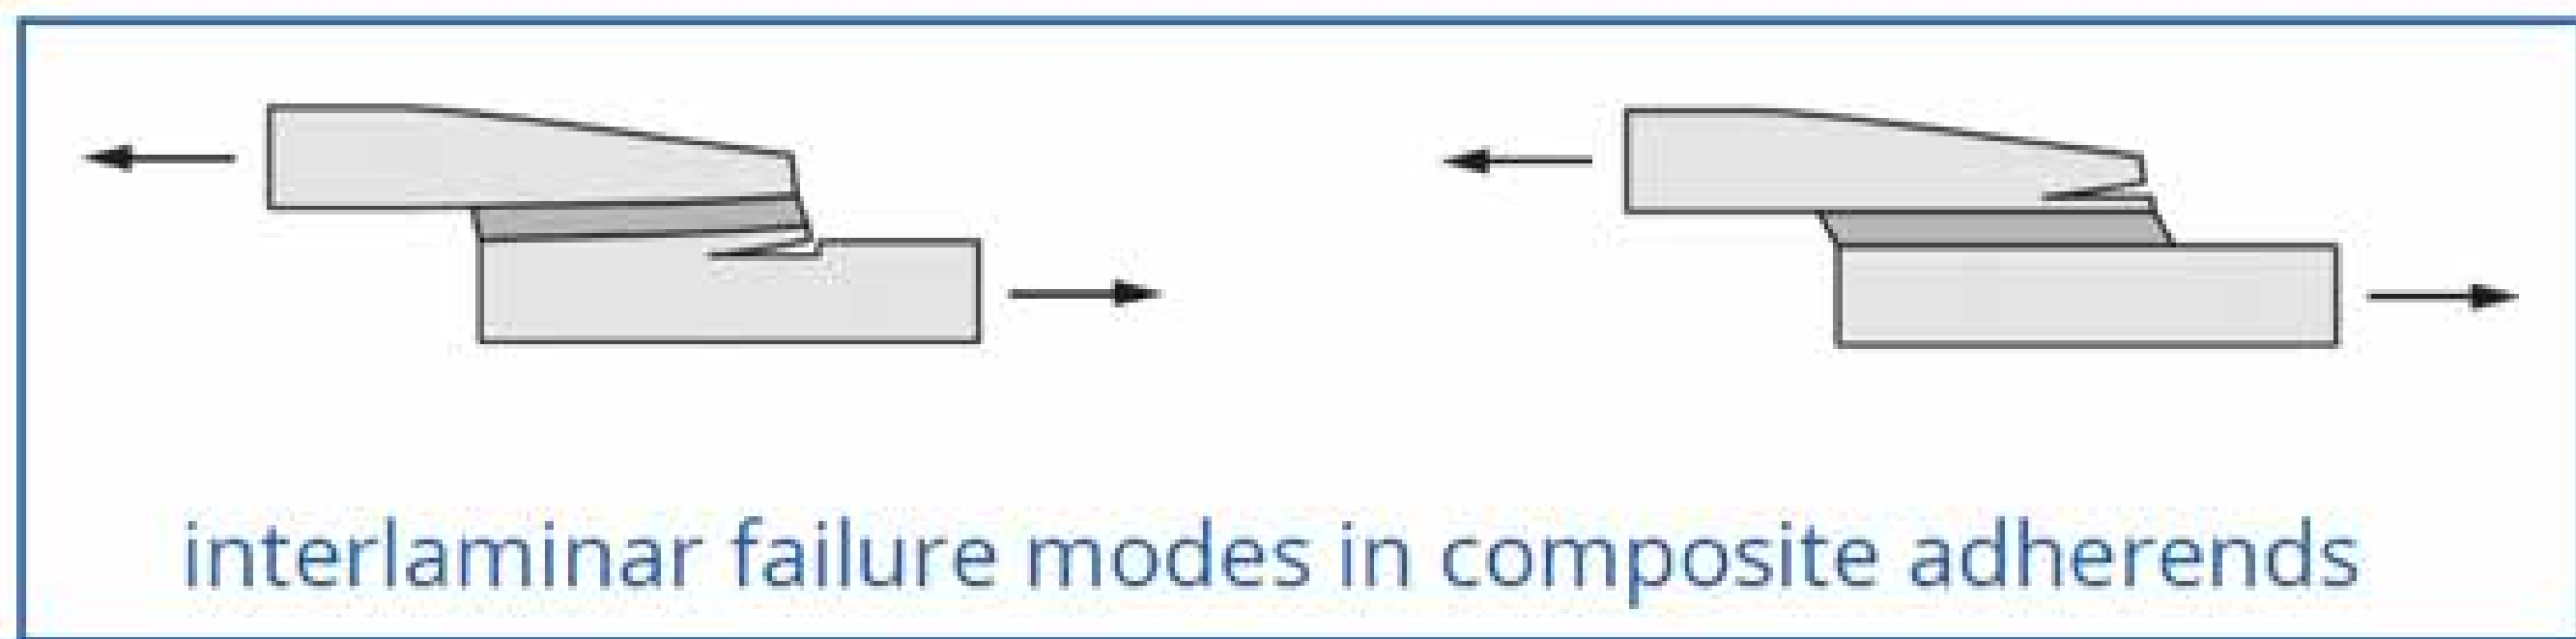 interlaminar failure modes in composite adherends